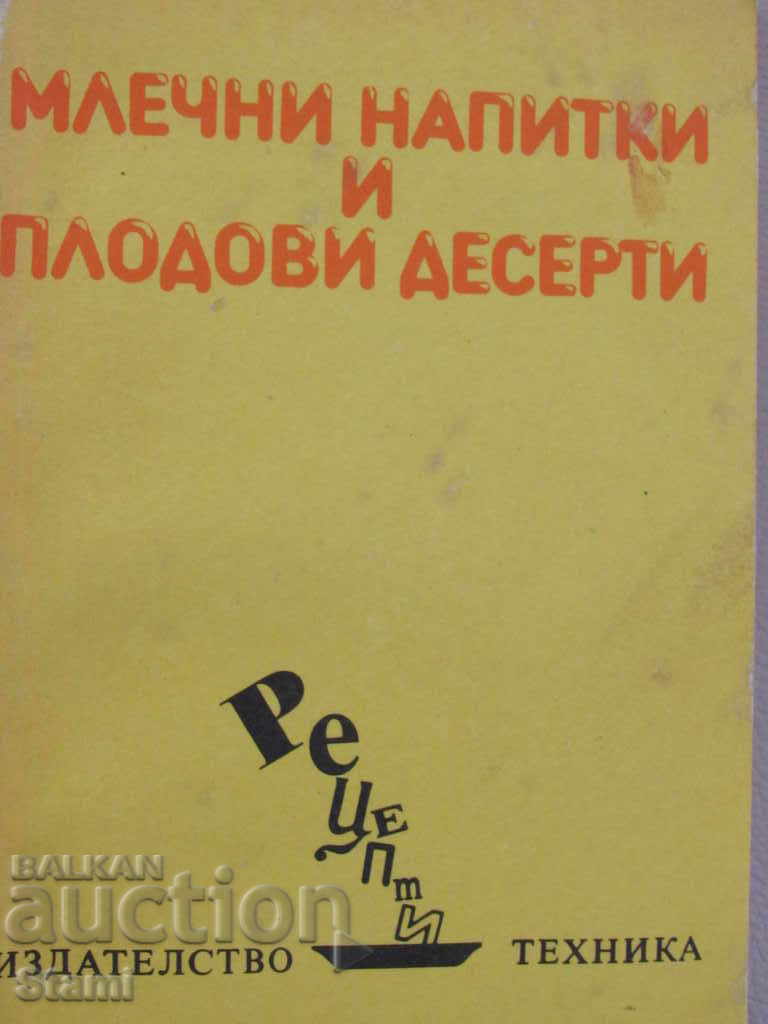 МЛЕЧНИ НАПИТКИ
И
ПЛОДОВИ ДЕСЕРТИ
Рецепти
ИЗДАТЕЛСТВО ТЕХНИКА
BALKAN
auction
Stami